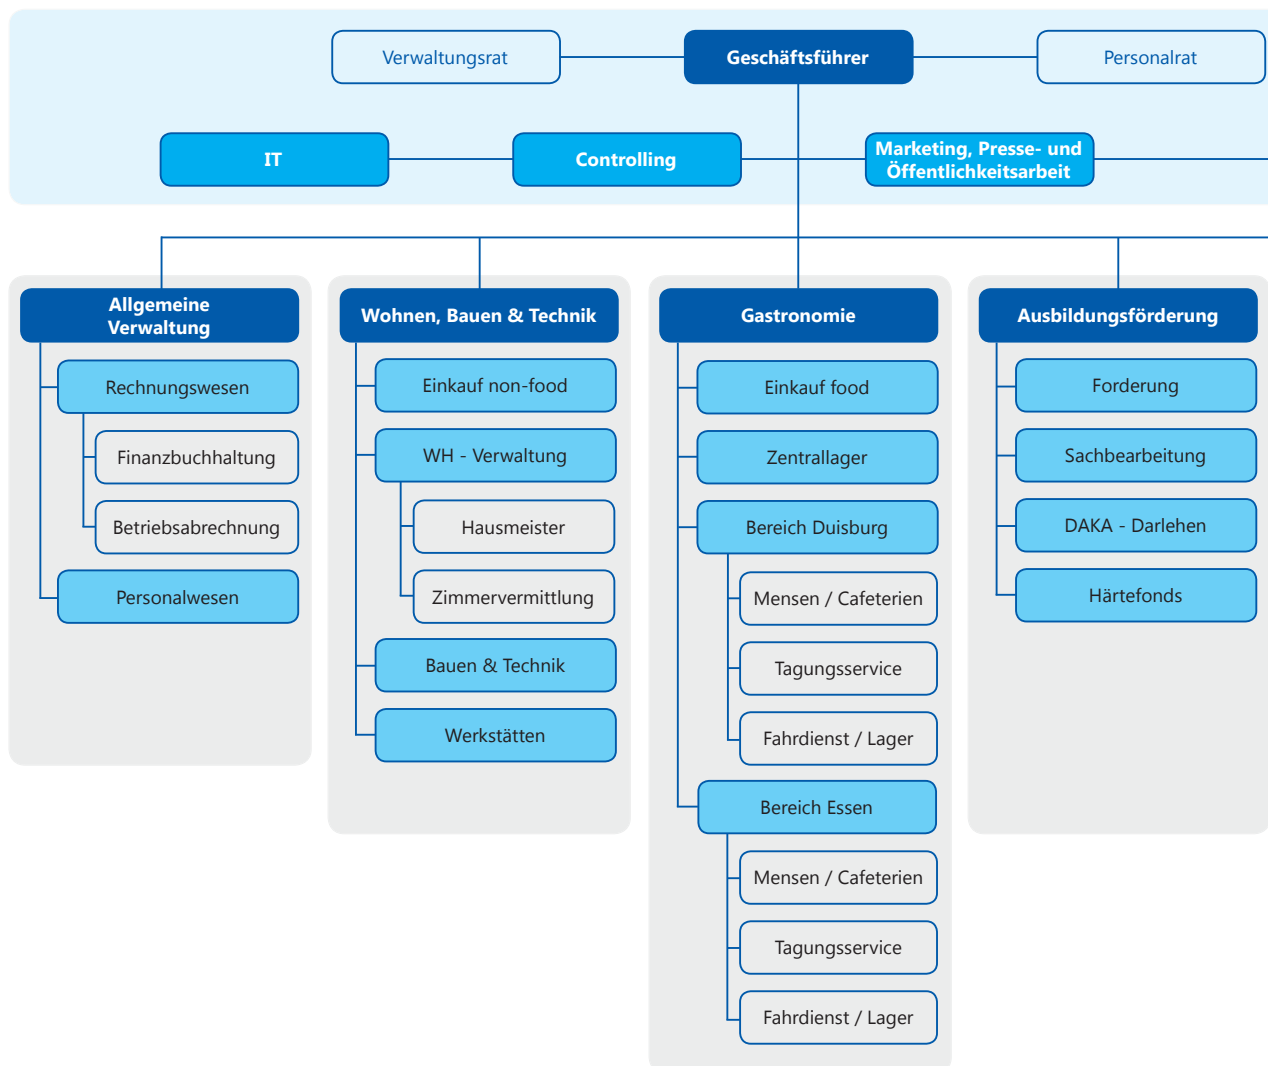 Verwaltungsrat
Geschäftsführer
Personalrat
IT
Controlling
Marketing, Presse- und
Öffentlichkeitsarbeit
Allgemeine
Verwaltung
Rechnungswesen
Finanzbuchhaltung
Betriebsabrechnung
Personalwesen
Wohnen, Bauen & Technik
Einkauf non-food
WH - Verwaltung
Hausmeister
Zimmervermittlung
Bauen & Technik
Werkstätten
Gastronomie
Einkauf food
Zentrallager
Bereich Duisburg
Mensen / Cafeterien
Tagungsservice
Fahrdienst / Lager
Bereich Essen
Mensen / Cafeterien
Tagungsservice
Fahrdienst / Lager
Ausbildungsförderung
Forderung
Sachbearbeitung
DAKA - Darlehen
Härtefonds